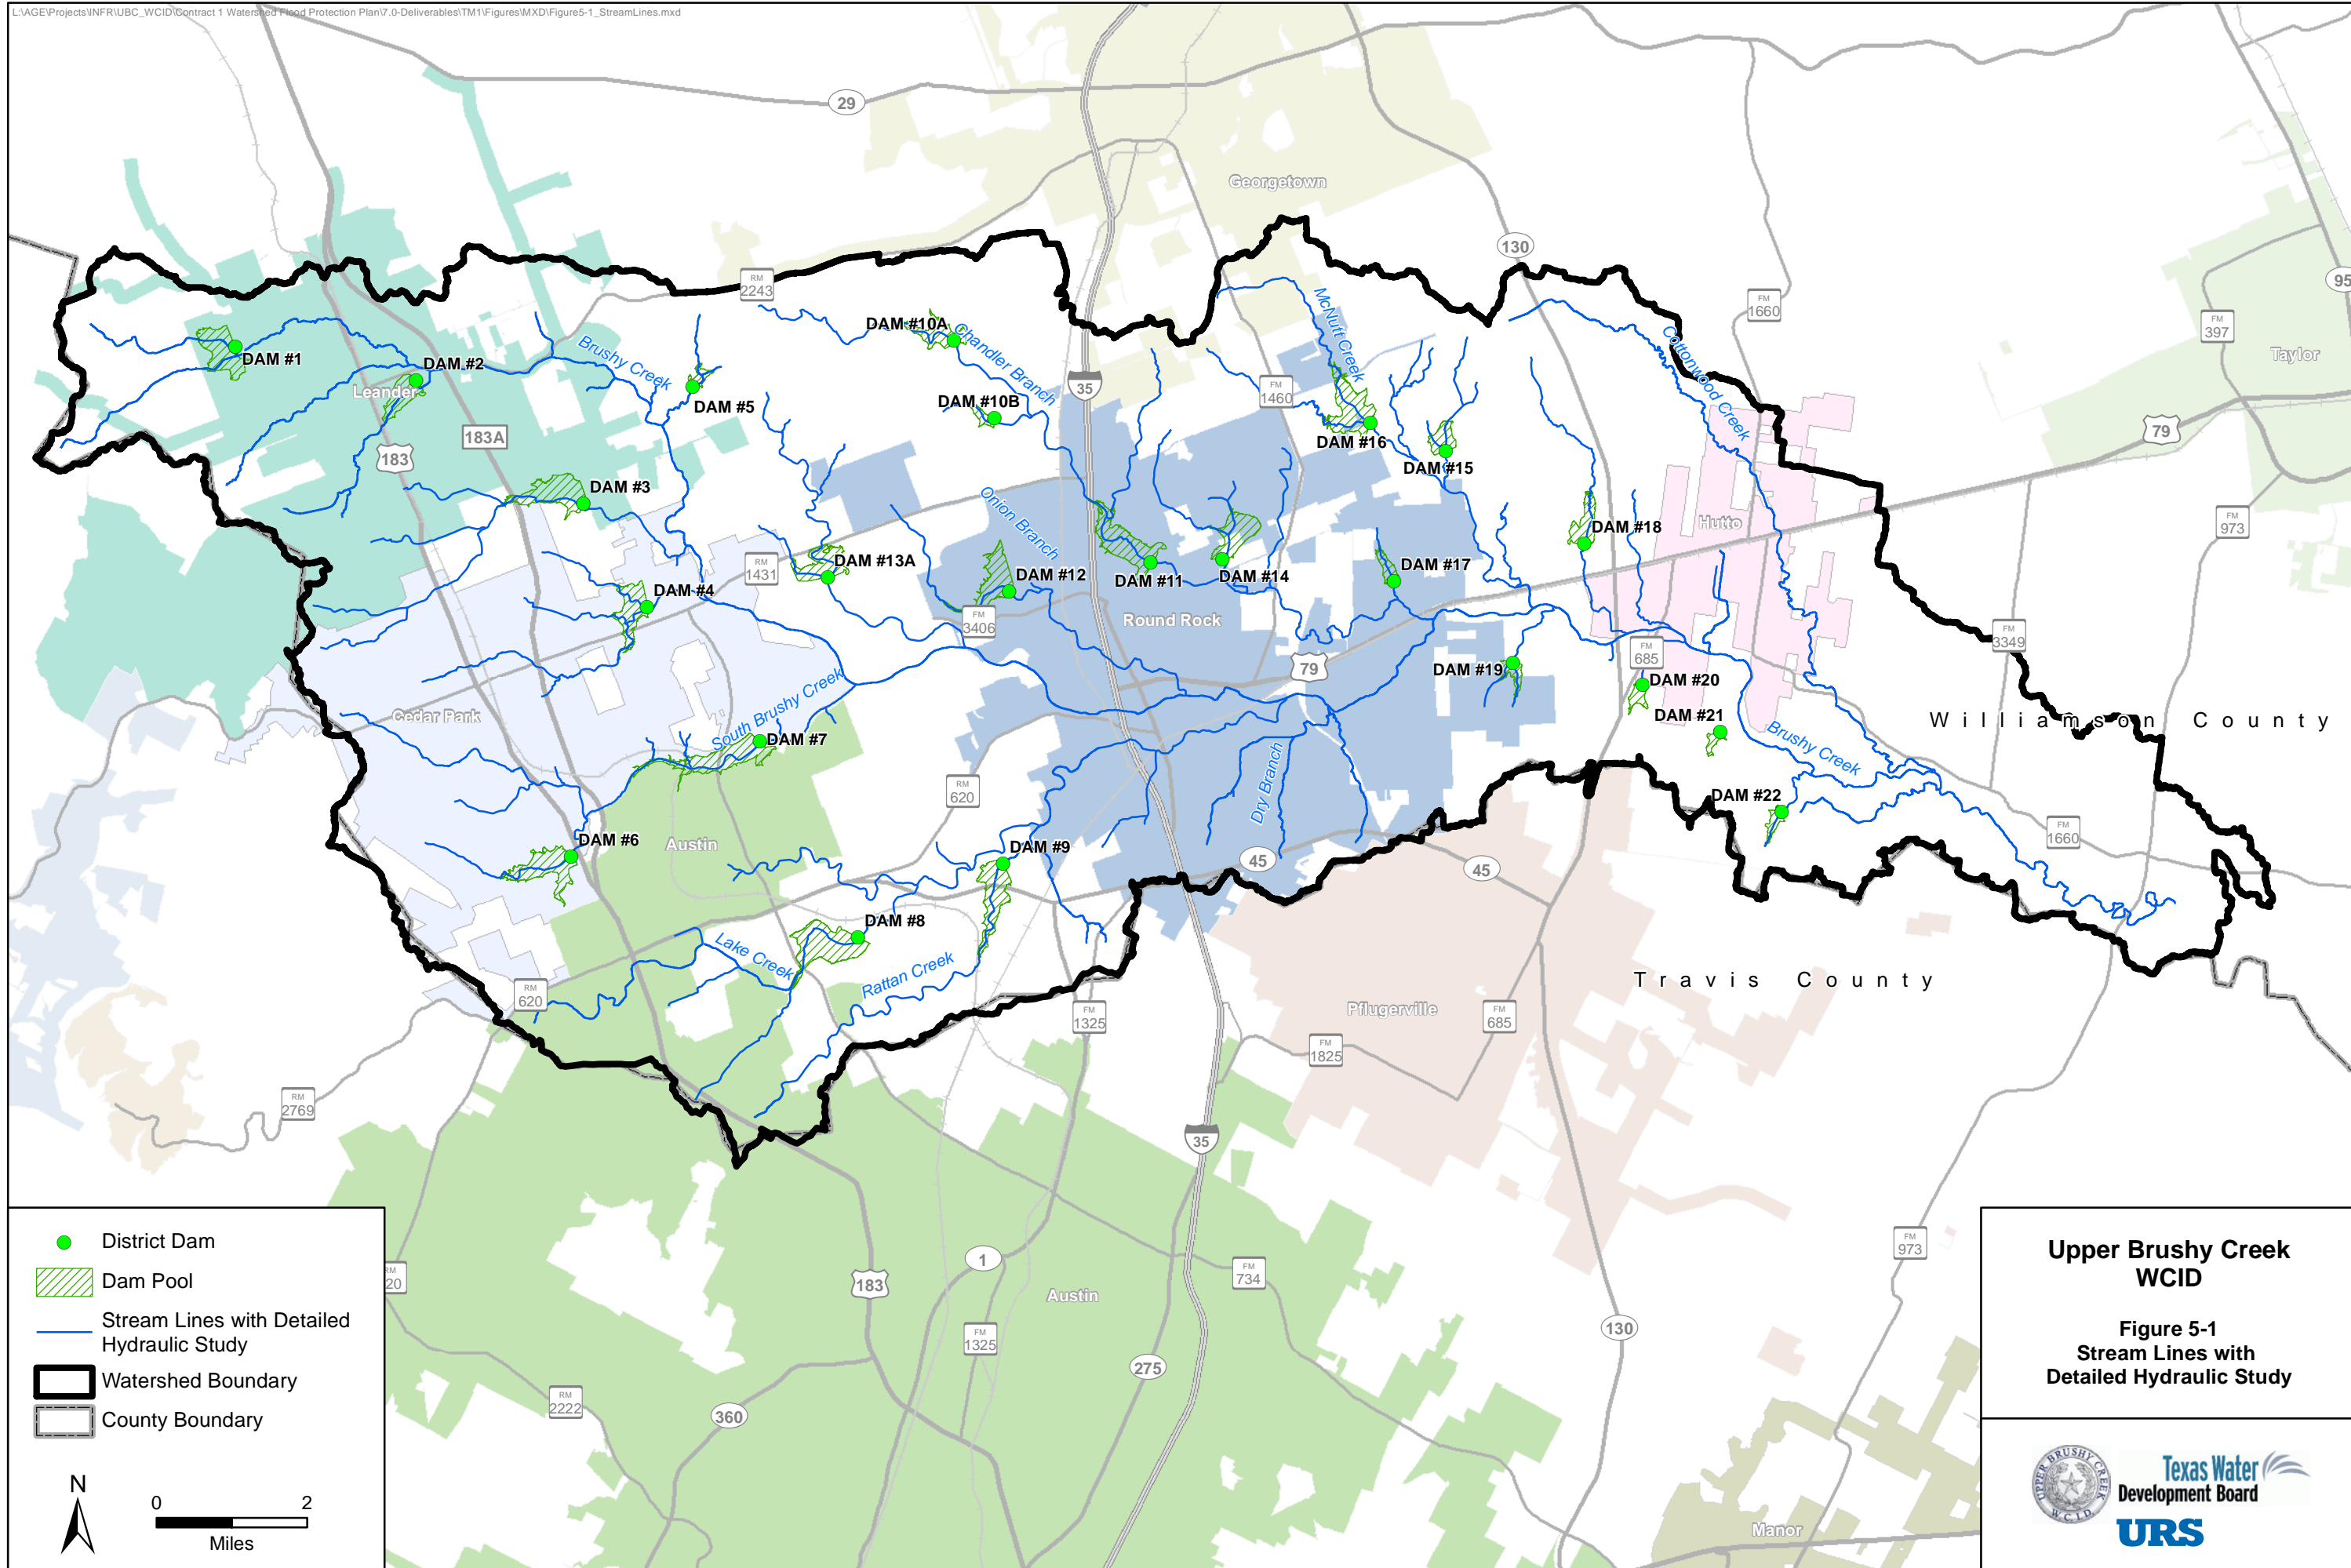 L:\AGE\Projects\INFR\UBC_WCID\Contract 1 Watershed Flood Protection Plan\7.0-Deliverables\TM1\Figures\MXD\Figure5-1_StreamLines.mxd
29
Georgetown
130
RM
2243
95
FM
1660
FM
397
Taylor
DAM #10A
Chandler Branch
McNutt Creek
Cottonwood Creek
Brushy Creek
DAM #1
DAM #2
Leander
DAM #5
DAM #10B
35
FM
1460
183A
183
DAM #16
DAM #15
79
DAM #3
Onion Branch
DAM #18
Hutto
FM
973
RM
1431
DAM #13A
DAM #12
DAM #11
DAM #14
DAM #17
DAM #4
FM
3406
Round Rock
FM
3349
79
DAM #19
FM
685
DAM #20
Cedar Park
South Brushy Creek
DAM #7
DAM #21
Williamson County
Brushy Creek
RM
620
Dry Branch
DAM #22
DAM #6
Austin
DAM #9
45
45
FM
1660
DAM #8
Lake Creek
Rattan Creek
Travis County
RM
620
FM
1325
Pflugerville
FM
685
FM
1825
RM
2769
35
District Dam
Dam Pool
Stream Lines with Detailed
Hydraulic Study
Watershed Boundary
County Boundary
N
0 2
Miles
RM
20
183
1
FM
734
Austin
FM
1325
275
RM
2222
360
130
FM
973
Manor
Upper Brushy Creek
WCID
Figure 5-1
Stream Lines with
Detailed Hydraulic Study
UPPER BRUSHY CREEK
W.C.I.D.
Texas Water
Development Board
URS